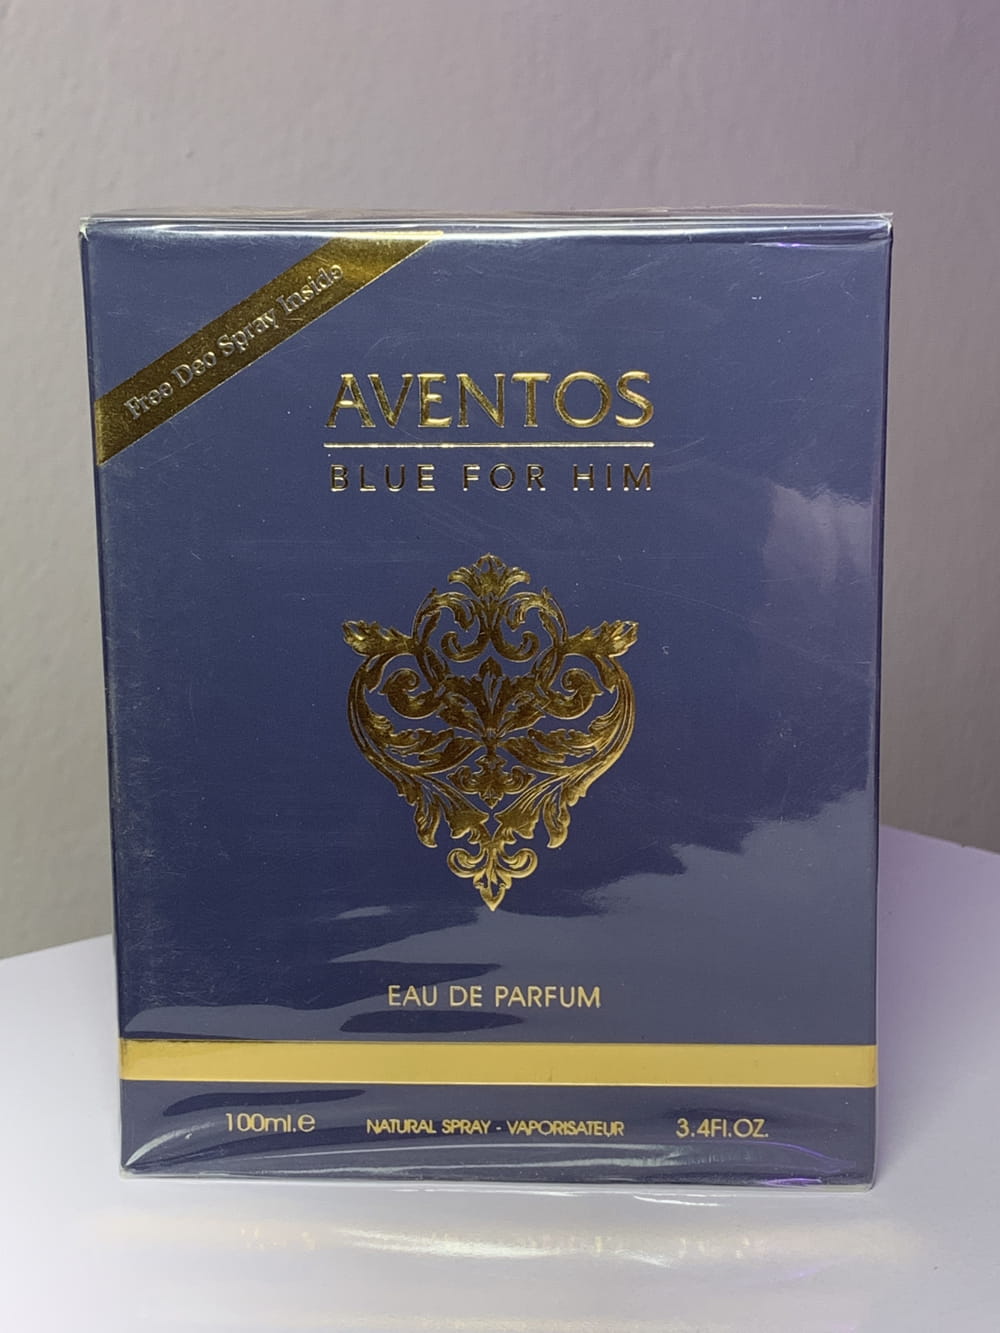 Free Deo Spray Inside
AVENTOS
BLUE FOR HIM
EAU DE PARFUM
100ml.e
NATURAL SPRAY - VAPORISATEUR
3.4Fl.OZ.